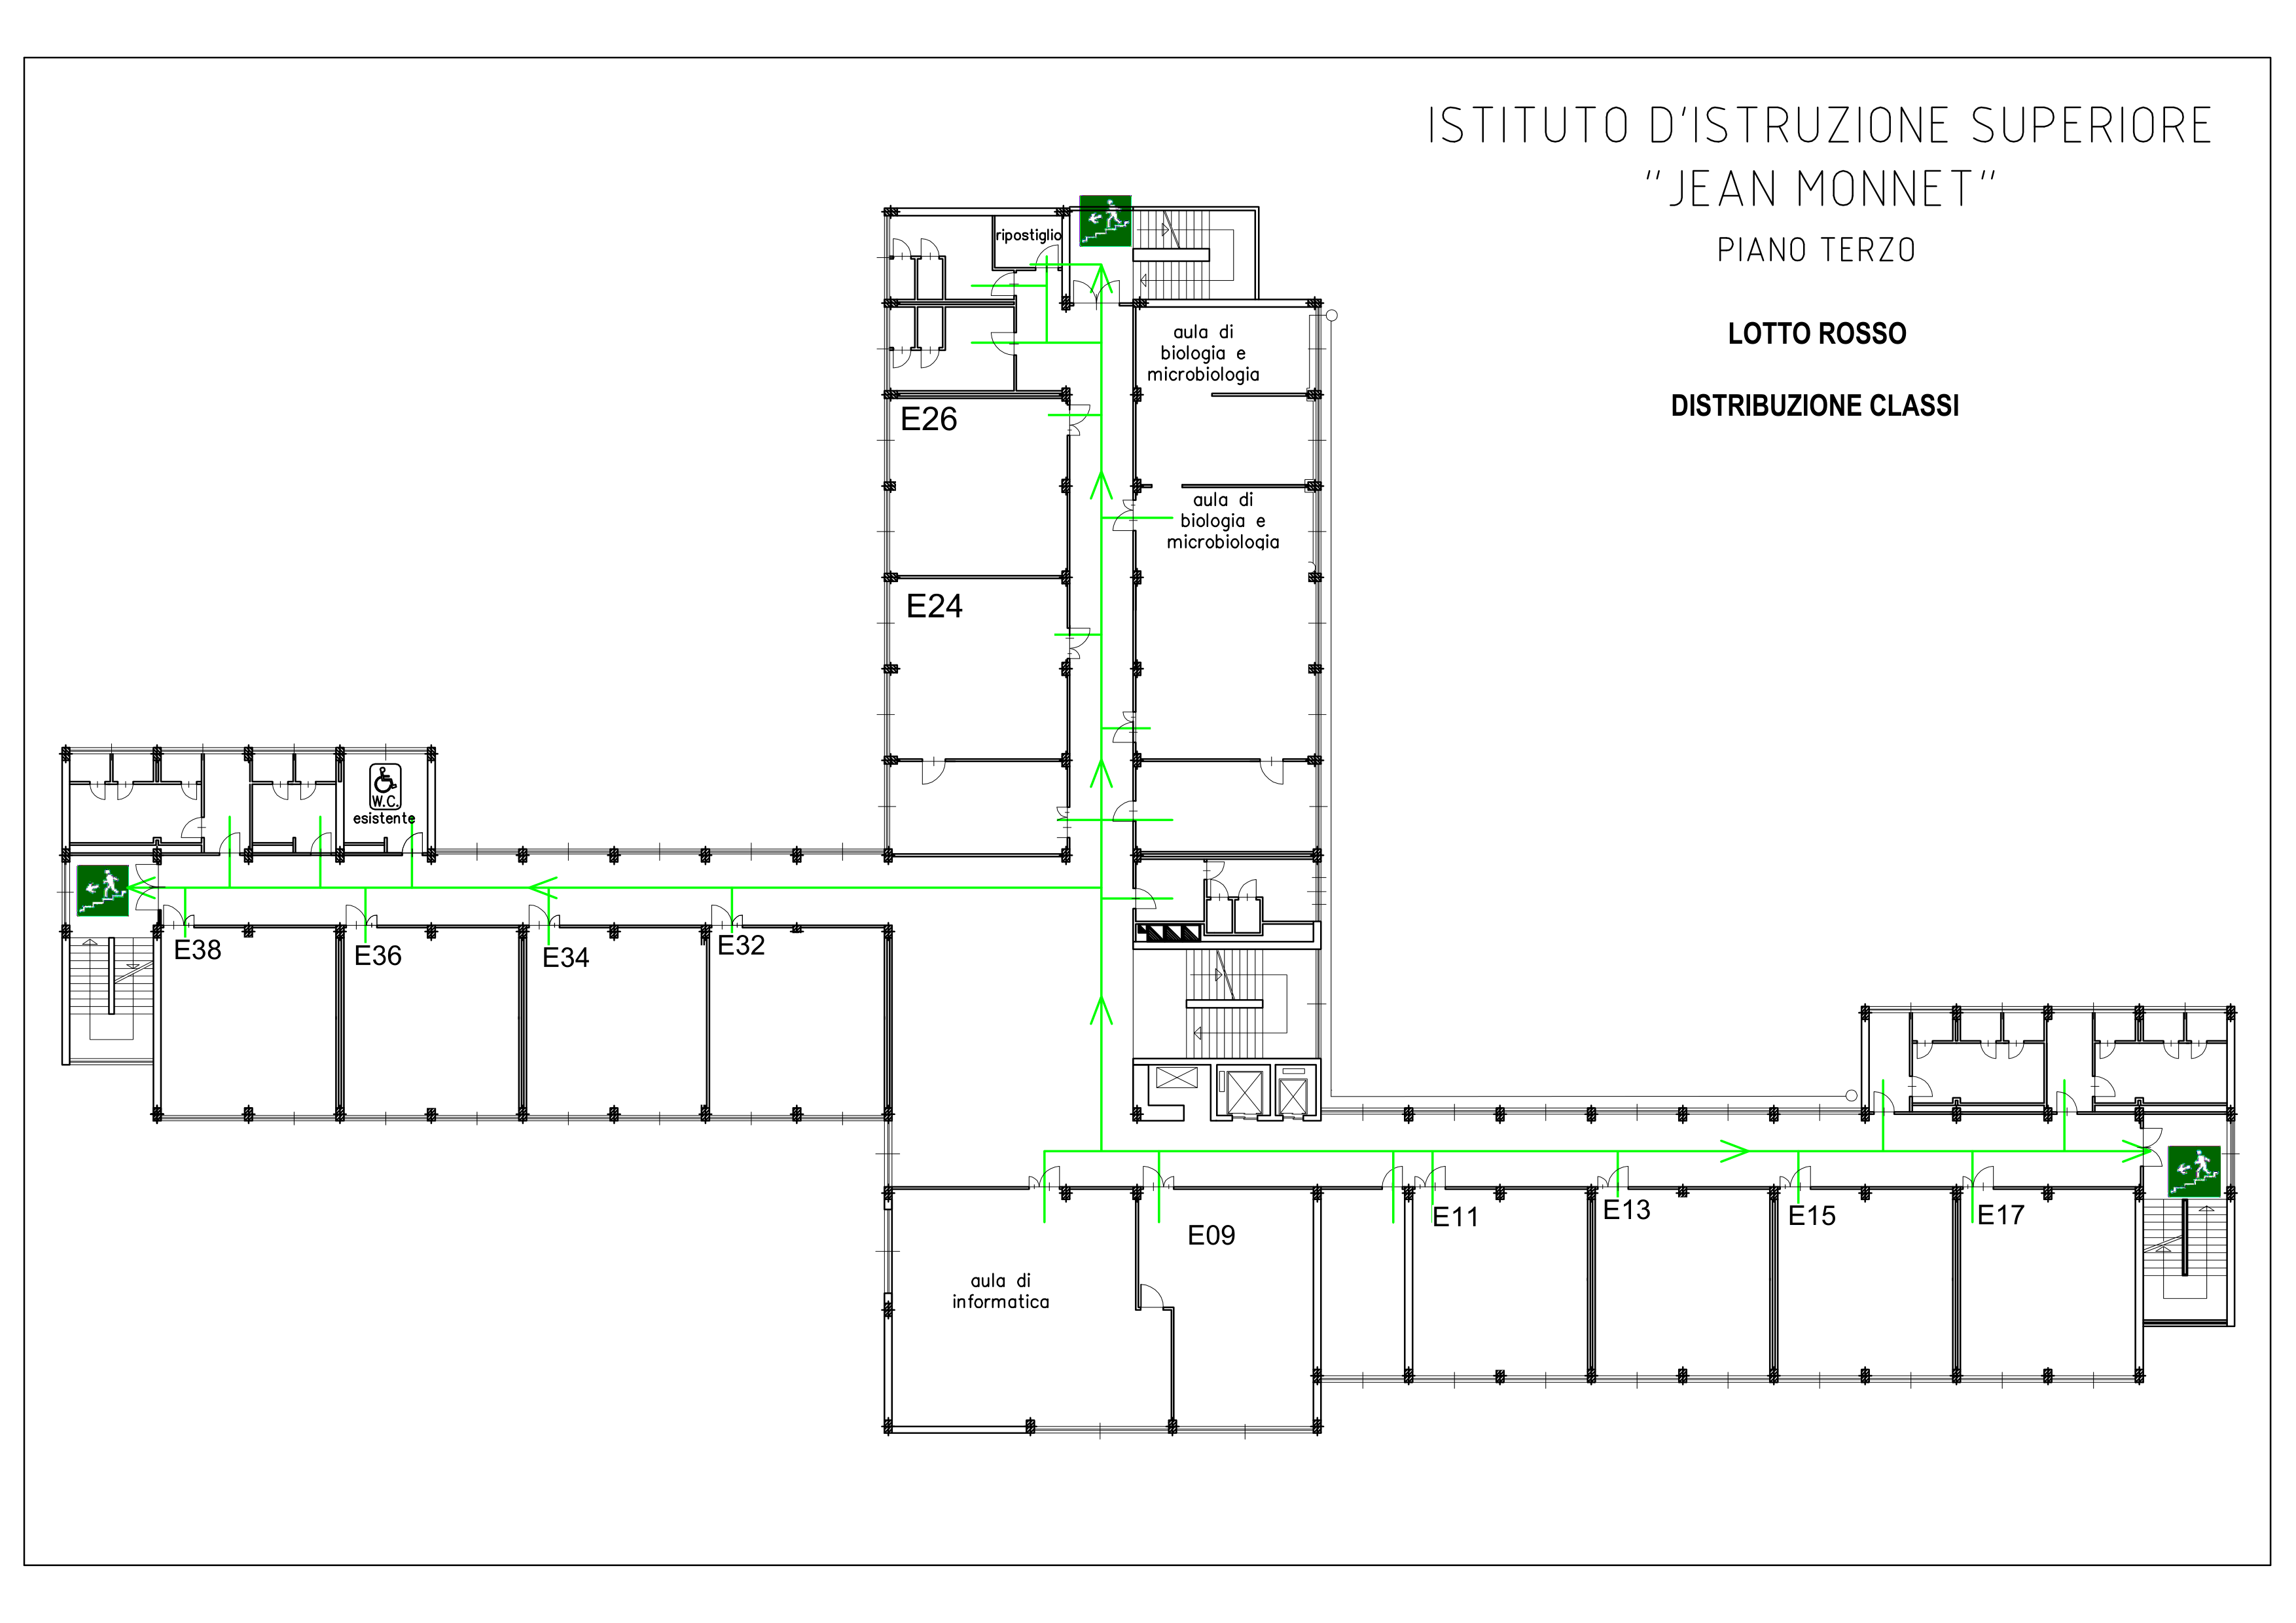 ISTITUTO D'ISTRUZIONE SUPERIORE
"JEAN MONNET"
PIANO TERZO
LOTTO ROSSO
DISTRIBUZIONE CLASSI
ripostiglio
aula di
biologia e
microbiologia
E26
aula di
biologia e
microbiologia
E24
W.C.
esistente
E38
E36
E34
E32
E09
E11
E13
E15
E17
aula di
informatica